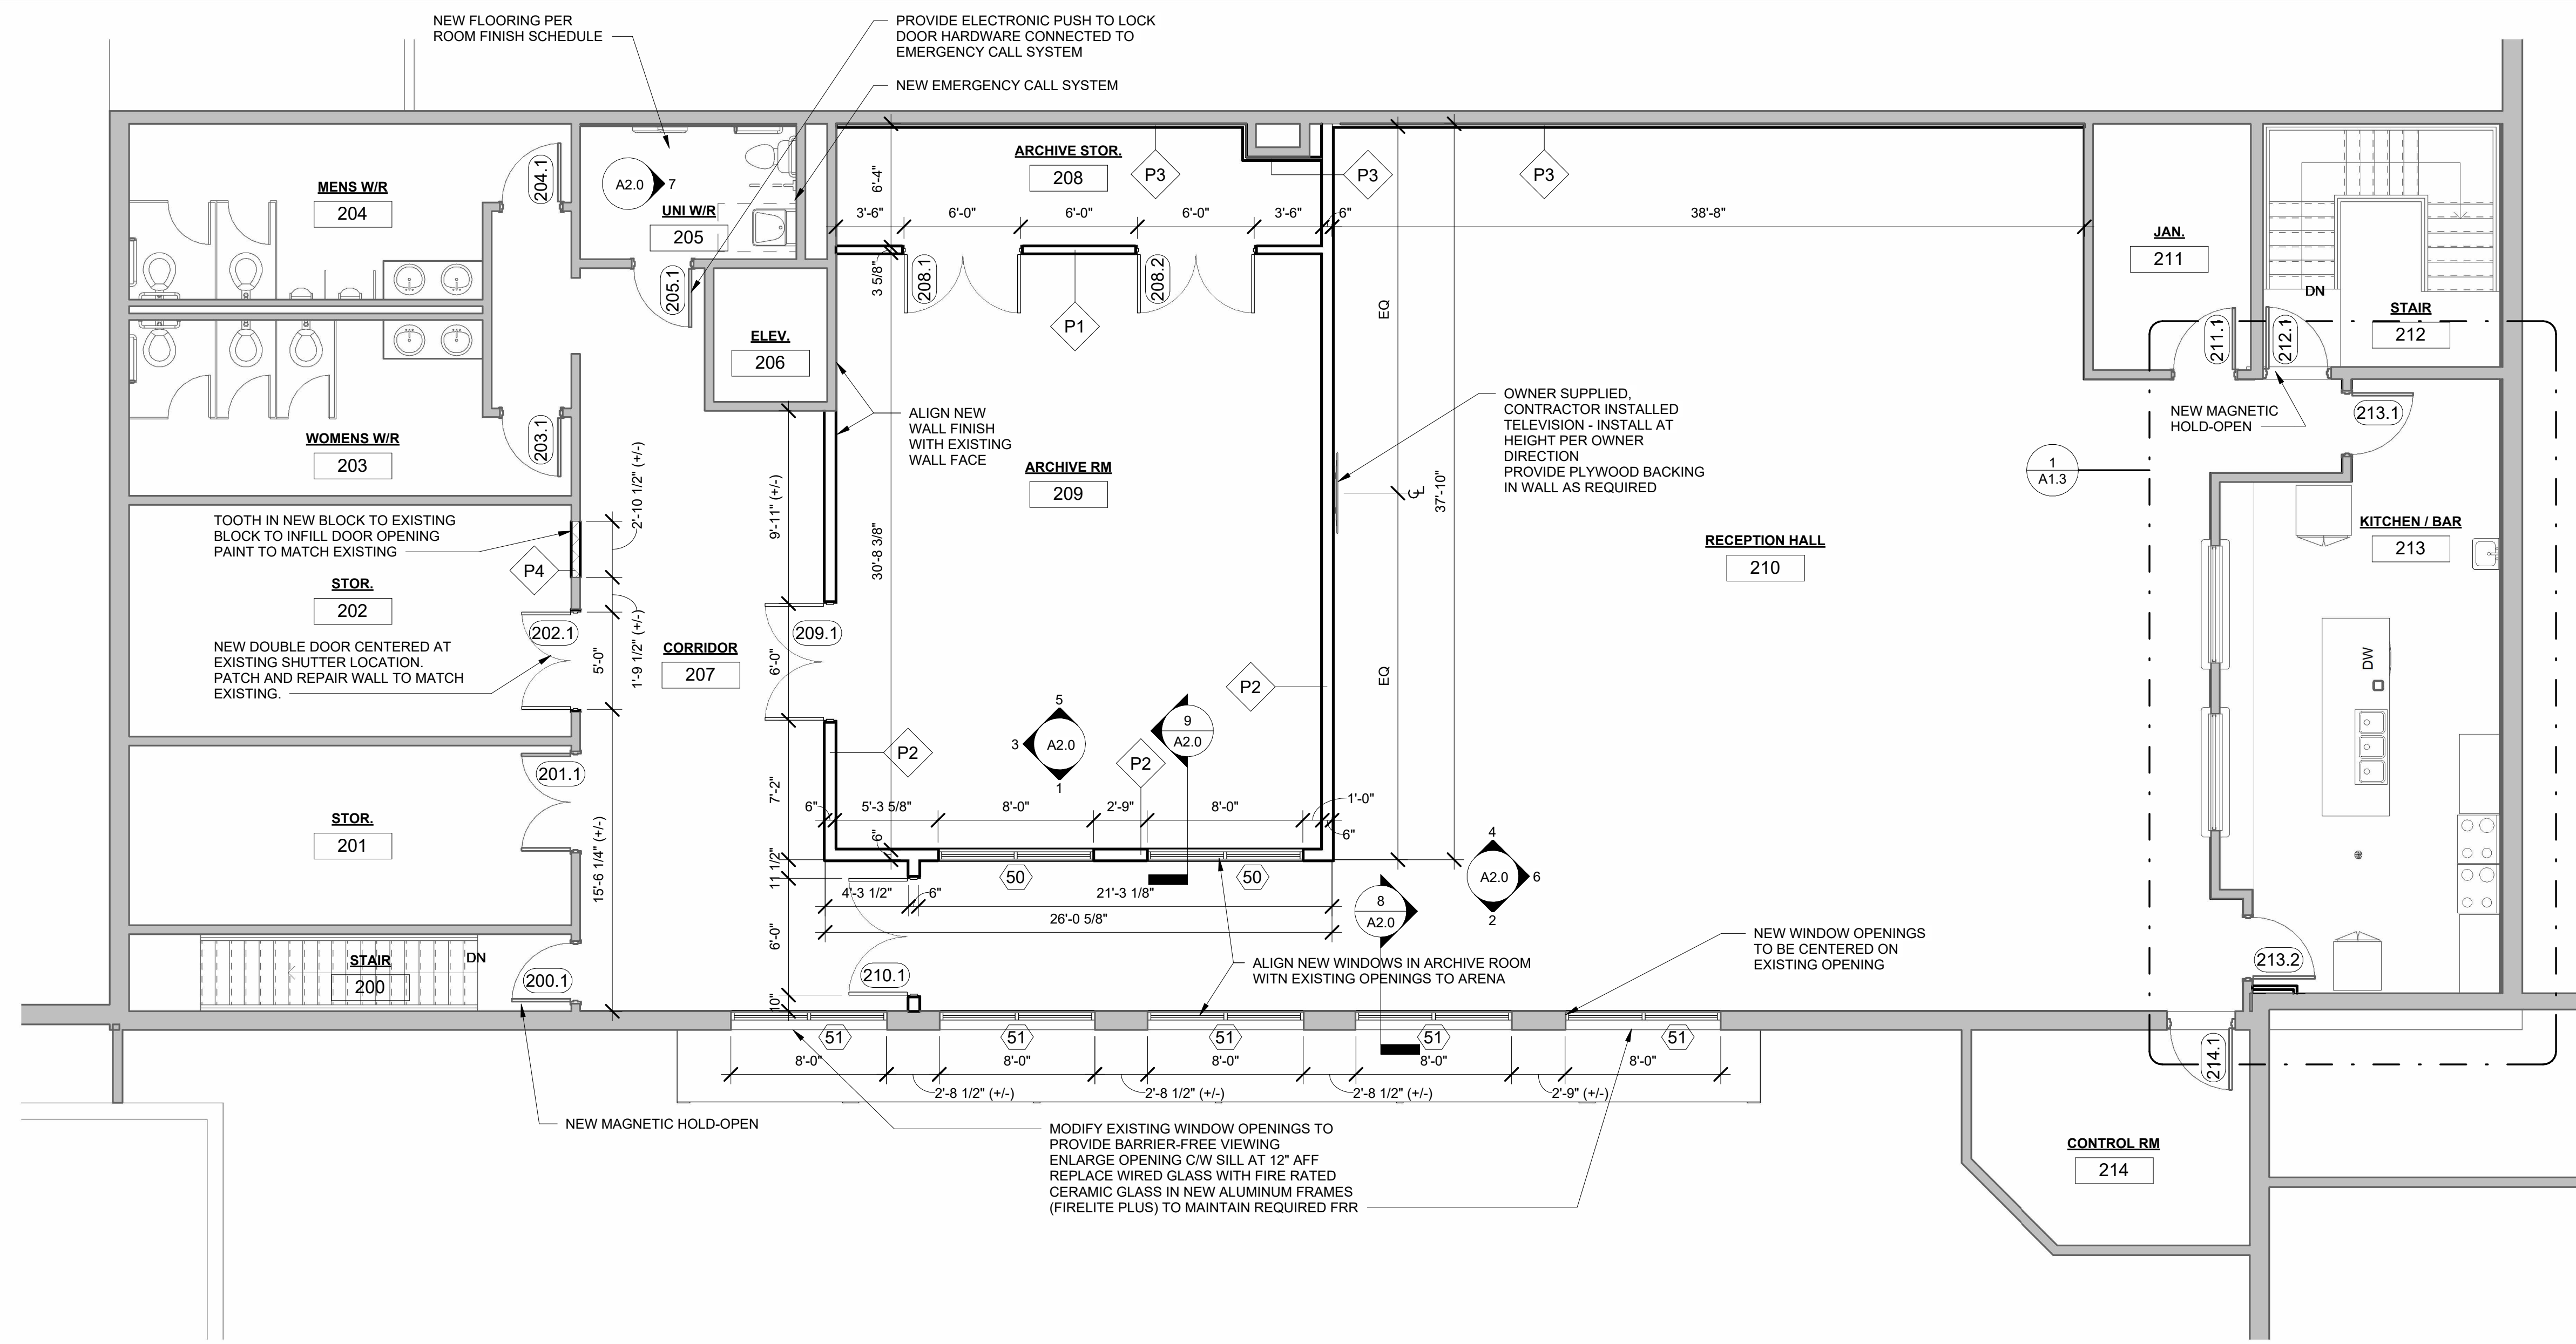 NEW FLOORING PER
ROOM FINISH SCHEDULE
PROVIDE ELECTRONIC PUSH TO LOCK
DOOR HARDWARE CONNECTED TO
EMERGENCY CALL SYSTEM
NEW EMERGENCY CALL SYSTEM
MENS W/R
204
204.1
A2.0
7
UNI W/R
205
205.1
ARCHIVE STOR.
208
P3
P3
P3
6'-4"
3'-6"
6'-0"
6'-0"
6'-0"
3'-6"
6"
38'-8"
3 5/8"
208.1
208.2
P1
EQ
JAN.
211
211.1
DN
STAIR
212
212.1
ELEV.
206
ALIGN NEW
WALL FINISH
WITH EXISTING
WALL FACE
ARCHIVE RM
209
OWNER SUPPLIED,
CONTRACTOR INSTALLED
TELEVISION - INSTALL AT
HEIGHT PER OWNER
DIRECTION
PROVIDE PLYWOOD BACKING
IN WALL AS REQUIRED
NEW MAGNETIC
HOLD-OPEN
213.1
1
A1.3
WOMENS W/R
203
203.1
2'-10 1/2" (+/-)
9'-11" (+/-)
30'-8 3/8"
CL
37'-10"
RECEPTION HALL
210
KITCHEN / BAR
213
TOOTH IN NEW BLOCK TO EXISTING
BLOCK TO INFILL DOOR OPENING
PAINT TO MATCH EXISTING
P4
STOR.
202
202.1
NEW DOUBLE DOOR CENTERED AT
EXISTING SHUTTER LOCATION.
PATCH AND REPAIR WALL TO MATCH
EXISTING.
5'-0"
1'-9 1/2" (+/-)
CORRIDOR
207
209.1
6'-0"
P2
EQ
DW
P2
5
3
A2.0
1
9
A2.0
P2
201.1
STOR.
201
15'-6 1/4" (+/-)
7'-2"
6"
5'-3 5/8"
8'-0"
2'-9"
8'-0"
1'-0"
6"
6"
11 1/2"
50
50
4'-3 1/2"
6"
21'-3 1/8"
26'-0 5/8"
8
A2.0
4
A2.0
6
2
6'-0"
210.1
10"
STAIR
200
DN
200.1
ALIGN NEW WINDOWS IN ARCHIVE ROOM
WITN EXISTING OPENINGS TO ARENA
NEW WINDOW OPENINGS
TO BE CENTERED ON
EXISTING OPENING
213.2
51
51
51
51
51
8'-0"
8'-0"
8'-0"
8'-0"
8'-0"
2'-8 1/2" (+/-)
2'-8 1/2" (+/-)
2'-8 1/2" (+/-)
2'-9" (+/-)
214.1
NEW MAGNETIC HOLD-OPEN
MODIFY EXISTING WINDOW OPENINGS TO
PROVIDE BARRIER-FREE VIEWING
ENLARGE OPENING C/W SILL AT 12" AFF
REPLACE WIRED GLASS WITH FIRE RATED
CERAMIC GLASS IN NEW ALUMINUM FRAMES
(FIRELITE PLUS) TO MAINTAIN REQUIRED FRR
CONTROL RM
214